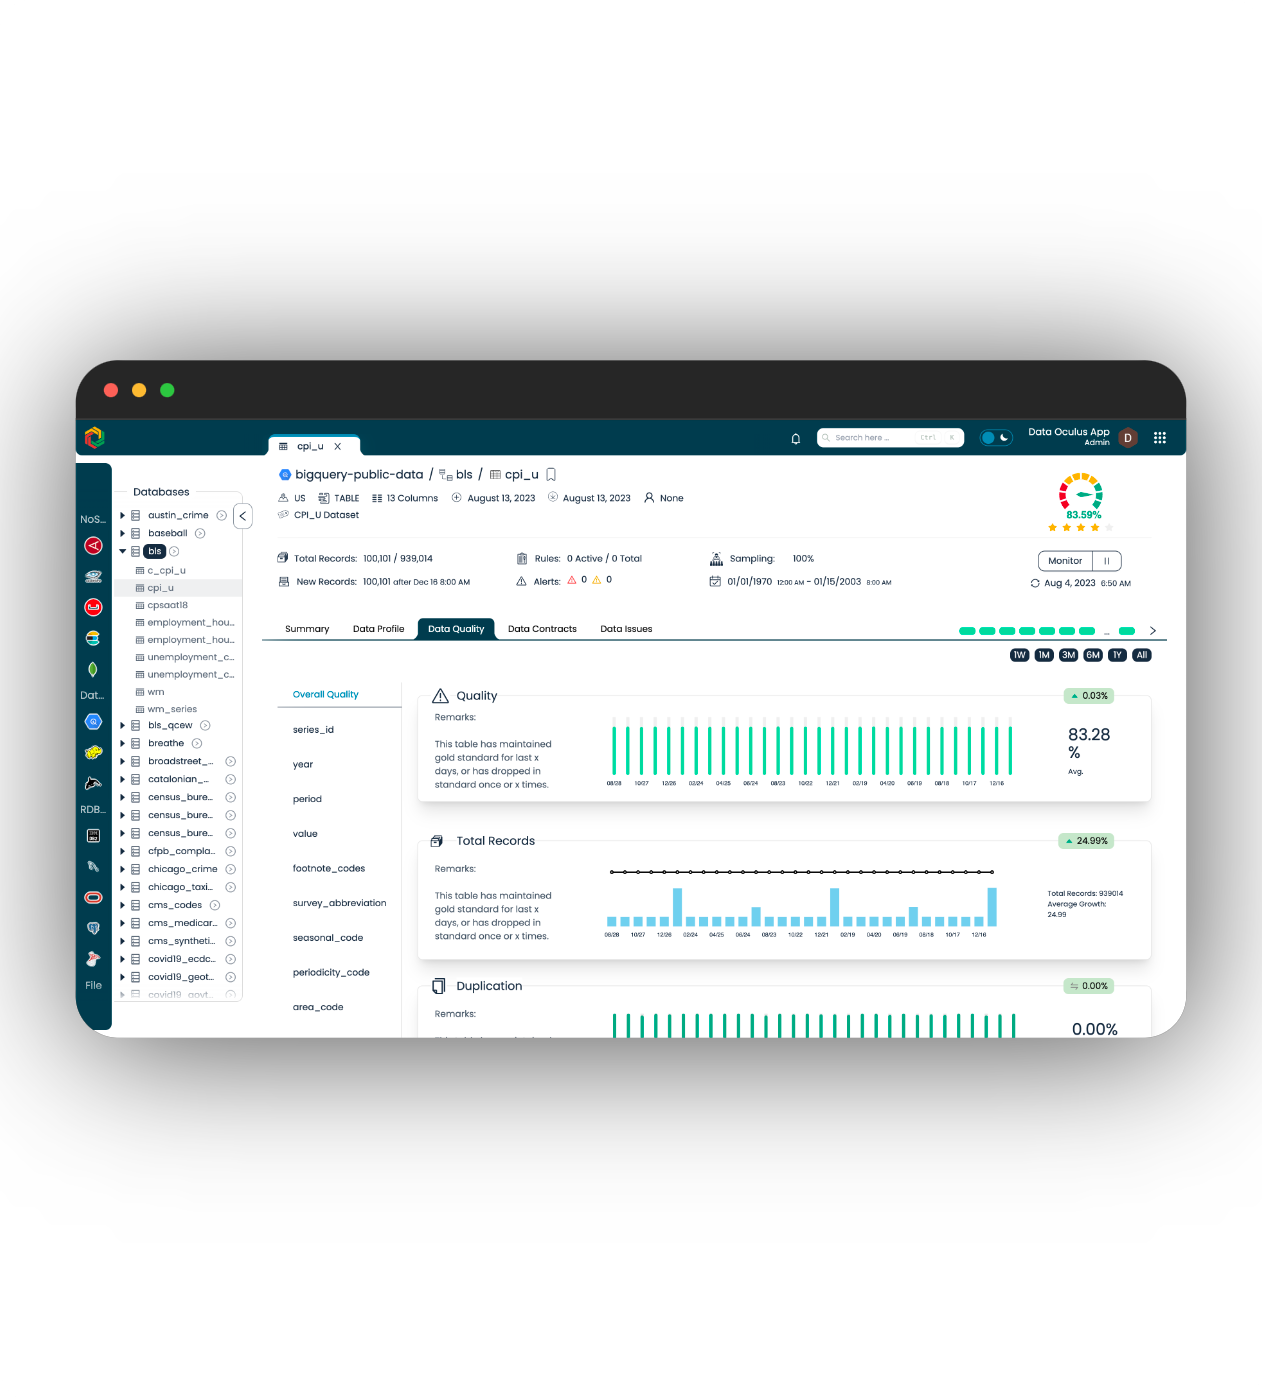 cpi_u X
Search here ... Ctrl K
Data Oculus App
Admin
D
NoS...
Dat...
RDB...
File
Databases
austin_crime
baseball
bls
c_cpi_u
cpi_u
cpsaat18
employment_hou...
employment_hou...
unemployment_c...
unemployment_c...
wm
wm_series
bls_qcew
breathe
broadstreet_...
catalonian_...
census_bure...
census_bure...
census_bure...
cfpb_compla...
chicago_crime
chicago_taxi...
cms_codes
cms_medicar...
cms_syntheti...
covid19_ecdc...
covid19_geot...
covid19_govt...
bigquery-public-data / bls / cpi_u
US TABLE 13 Columns August 13, 2023 August 13, 2023 None
CPI_U Dataset
83.59%
Total Records: 100,101 / 939,014 Rules: 0 Active / 0 Total Sampling: 100%
Monitor
New Records: 100,101 after Dec 16 8:00 AM Alerts: 0 0 01/01/1970 12:00 AM - 01/15/2003 8:00 AM
Aug 4, 2023 6:50 AM
Summary Data Profile Data Quality Data Contracts Data Issues
...
1W 1M 3M 6M 1Y All
Overall Quality
series_id
year
period
value
footnote_codes
survey_abbreviation
seasonal_code
periodicity_code
area_code
Quality
0.03%
Remarks:
This table has maintained
gold standard for last x
days, or has dropped in
standard once or x times.
08/28 10/27 12/26 02/24 04/25 06/24 08/23 10/22 12/21 02/19 04/20 06/19 08/18 10/17 12/16
83.28
%
Avg.
Total Records
24.99%
Remarks:
This table has maintained
gold standard for last x
days, or has dropped in
standard once or x times.
08/28 10/27 12/26 02/24 04/25 06/24 08/23 10/22 12/21 02/19 04/20 06/19 08/18 10/17 12/16
Total Records: 939014
Average Growth:
24.99
Duplication
0.00%
Remarks:
0.00%